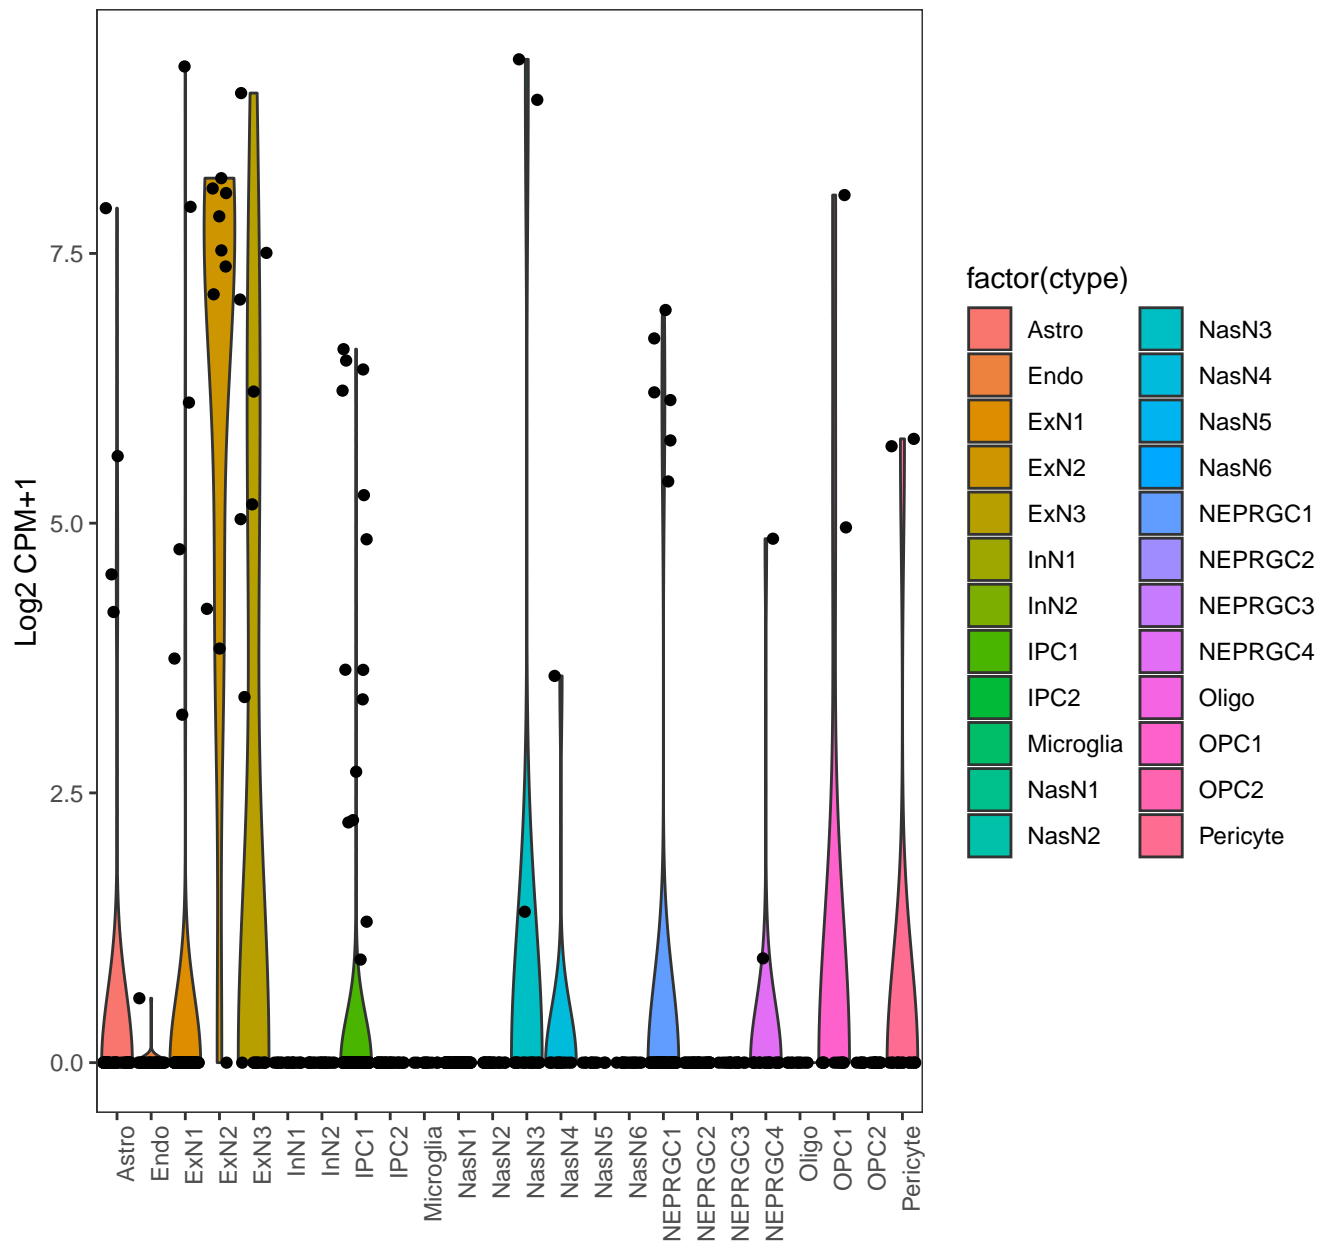 Log2 CPM+1
7.5
5.0
2.5
0.0
Astro
Endo
ExN1
ExN2
ExN3
InN1
InN2
IPC1
IPC2
Microglia
NasN1
NasN2
NasN3
NasN4
NasN5
NasN6
NEPRGC1
NEPRGC2
NEPRGC3
NEPRGC4
Oligo
OPC1
OPC2
Pericyte
factor(ctype)
Astro
Endo
ExN1
ExN2
ExN3
InN1
InN2
IPC1
IPC2
Microglia
NasN1
NasN2
NasN3
NasN4
NasN5
NasN6
NEPRGC1
NEPRGC2
NEPRGC3
NEPRGC4
Oligo
OPC1
OPC2
Pericyte